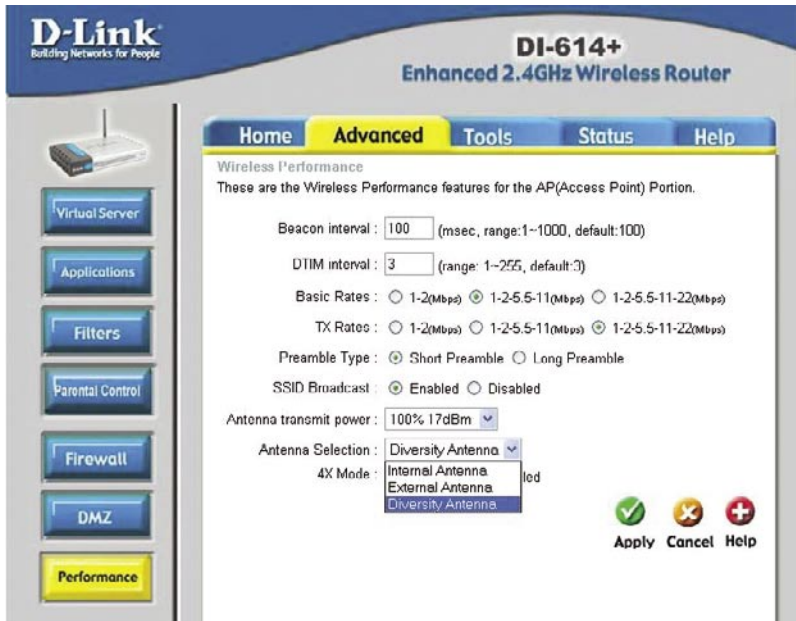 D-Link
Building Networks for People
DI-614+
Enhanced 2.4GHz Wireless Router
Home Advanced Tools Status Help
Virtual Server
Applications
Filters
Parental Control
Firewall
DMZ
Performance
Wireless Performance
These are the Wireless Performance features for the AP(Access Point) Portion.
Beacon interval : 100 (msec, range:1~1000, default:100)
DTIM interval : 3 (range: 1~255, default:3)
Basic Rates : 1-2(Mbps) 1-2-5.5-11(Mbps) 1-2-5.5-11-22(Mbps)
TX Rates : 1-2(Mbps) 1-2-5.5-11(Mbps) 1-2-5.5-11-22(Mbps)
Preamble Type : Short Preamble Long Preamble
SSID Broadcast : Enabled Disabled
Antenna transmit power : 100% 17dBm
Antenna Selection : Diversity Antenna
4X Mode : led
Internal Antenna
External Antenna
Diversity Antenna
Apply Cancel Help